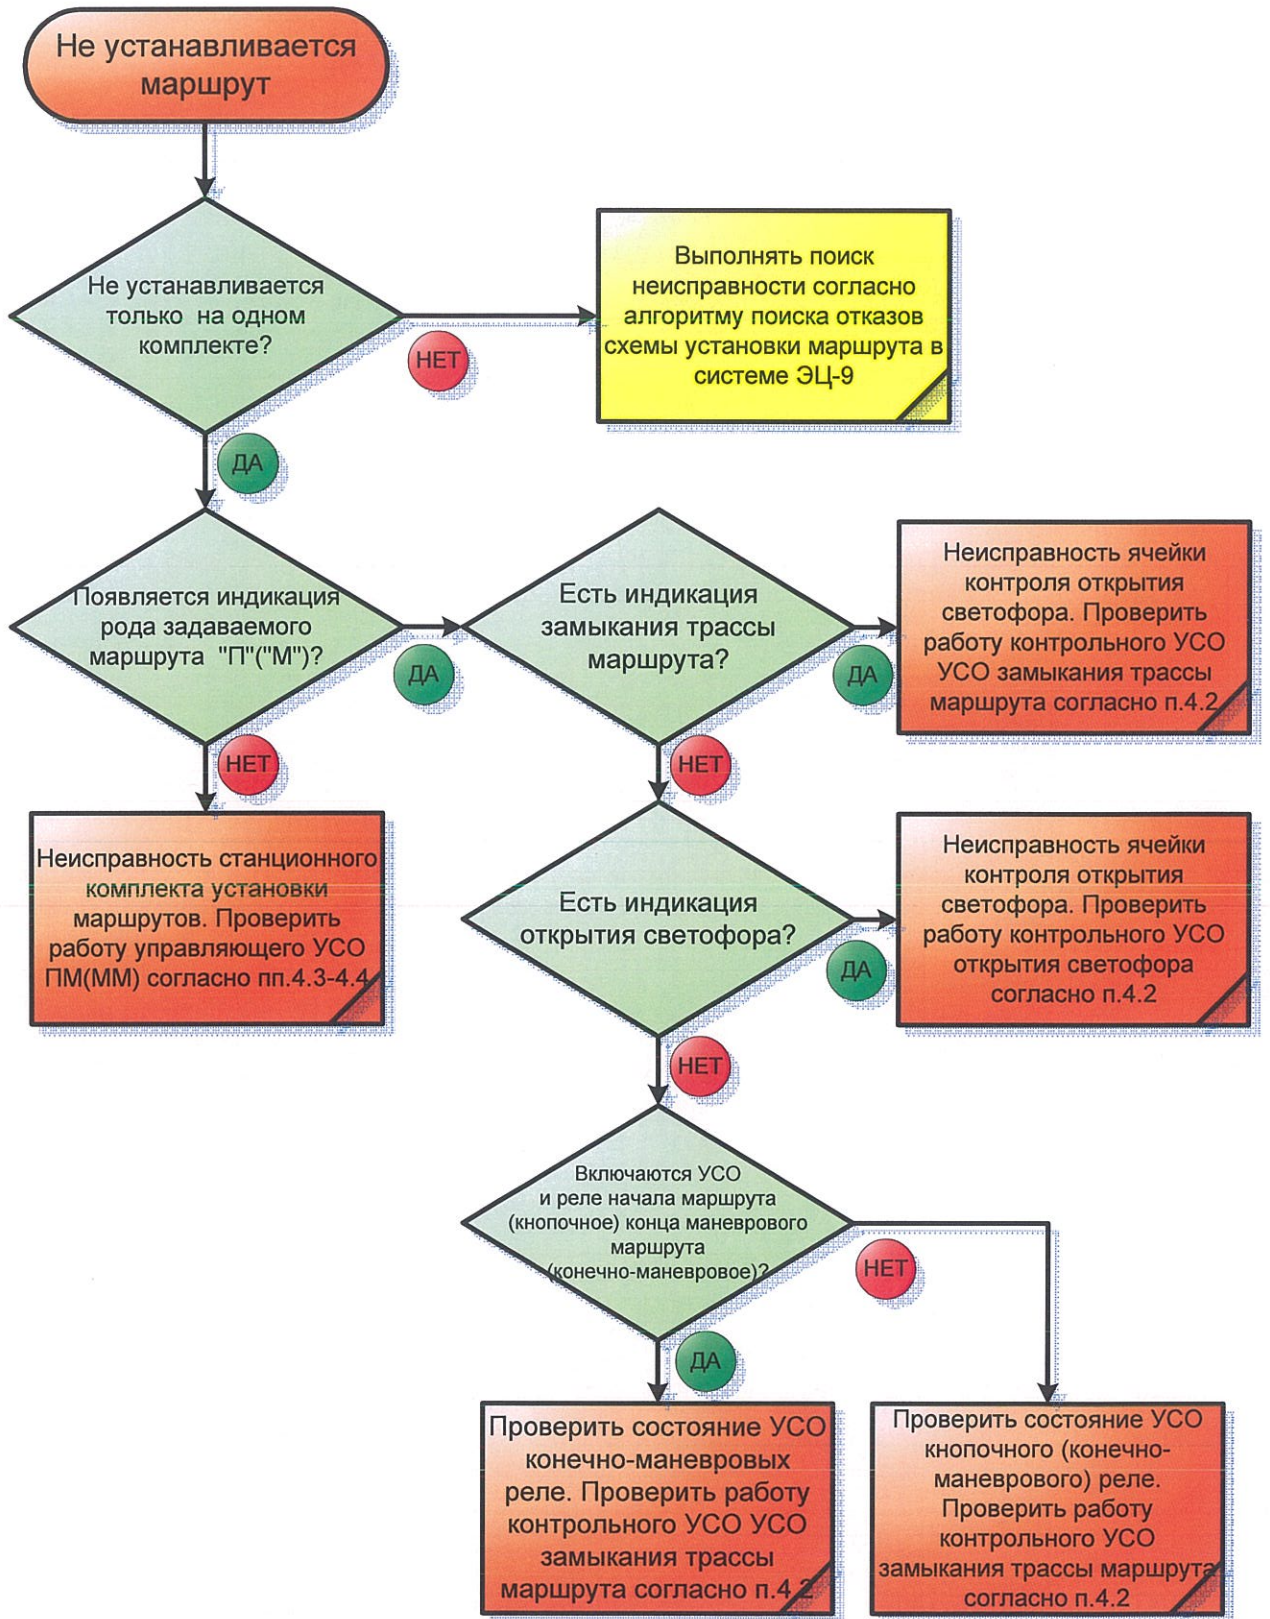 Не устанавливается
маршрут
Не устанавливается
только на одном
комплекте?
НЕТ
Выполнять поиск
неисправности согласно
алгоритму поиска отказов
схемы установки маршрута в
системе ЭЦ-9
ДА
Появляется индикация
рода задаваемого
маршрута "П"("М")?
ДА
Есть индикация
замыкания трассы
маршрута?
ДА
Неисправность ячейки
контроля открытия
светофора. Проверить
работу контрольного УСО
УСО замыкания трассы
маршрута согласно п.4.2
НЕТ
НЕТ
Неисправность станционного
комплекта установки
маршрутов. Проверить
работу управляющего УСО
ПМ(ММ) согласно пп.4.3-4.4
Есть индикация
открытия светофора?
ДА
Неисправность ячейки
контроля открытия
светофора. Проверить
работу контрольного УСО
открытия светофора
согласно п.4.2
НЕТ
Включаются УСО
и реле начала маршрута
(кнопочное) конца маневрового
маршрута
(конечно-маневровое)?
НЕТ
ДА
Проверить состояние УСО
конечно-маневровых
реле. Проверить работу
контрольного УСО УСО
замыкания трассы
маршрута согласно п.4.2
Проверить состояние УСО
кнопочного (конечно-
маневрового) реле.
Проверить работу
контрольного УСО
замыкания трассы маршрута
согласно п.4.2